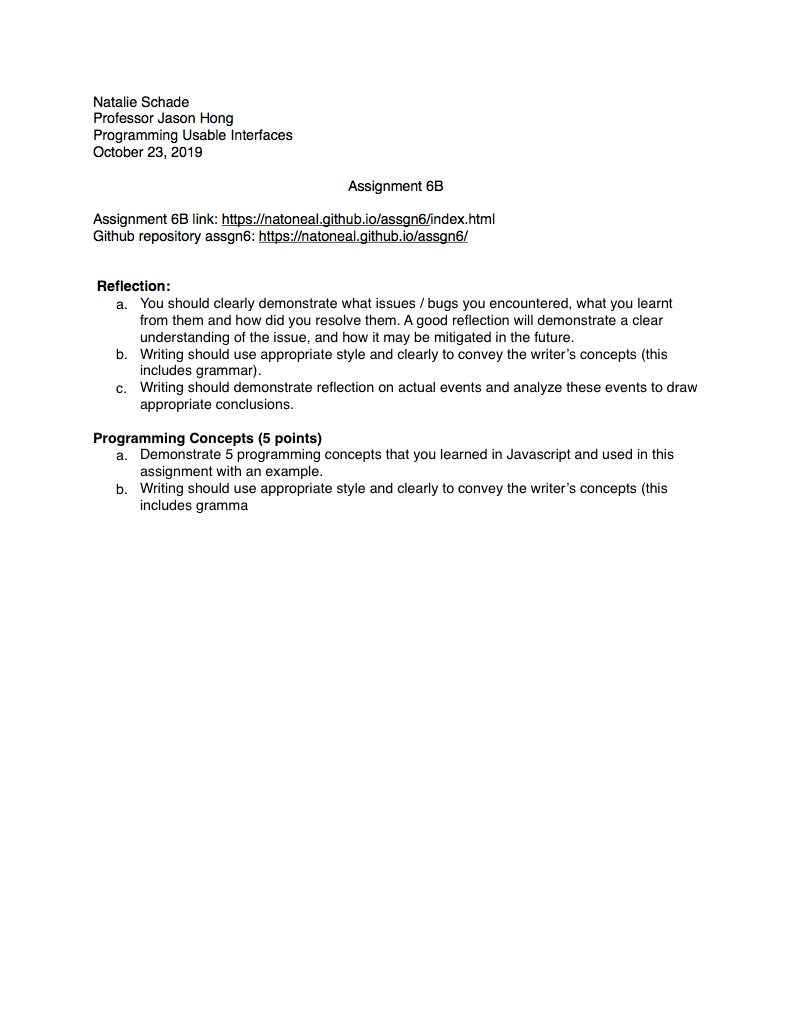 Natalie Schade
Professor Jason Hong
Programming Usable Interfaces
October 23, 2019
Assignment 6B
Assignment 6B link: https://natoneal.github.io/assgn6/index.html
Github repository assgn6: https://natoneal.github.io/assgn6/
Reflection:
a. You should clearly demonstrate what issues / bugs you encountered, what you learnt
from them and how did you resolve them. A good reflection will demonstrate a clear
understanding of the issue, and how it may be mitigated in the future.
b. Writing should use appropriate style and clearly to convey the writer’s concepts (this
includes grammar).
c. Writing should demonstrate reflection on actual events and analyze these events to draw
appropriate conclusions.
Programming Concepts (5 points)
a. Demonstrate 5 programming concepts that you learned in Javascript and used in this
assignment with an example.
b. Writing should use appropriate style and clearly to convey the writer’s concepts (this
includes gramma